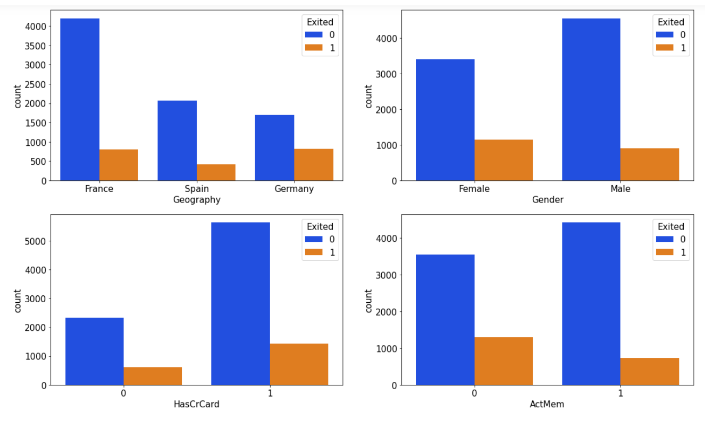 Exited
0
1
4000
3500
3000
2500
2000
1500
1000
500
0
count
France Spain Germany
Geography
Exited
0
1
4000
3000
2000
1000
0
count
Female Male
Gender
Exited
0
1
5000
4000
3000
2000
1000
0
count
0 1
HasCrCard
Exited
0
1
4000
3000
2000
1000
0
count
0 1
ActMem